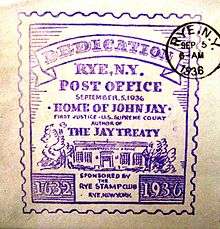 DEDICATION
RYE, N.Y.
POST OFFICE
SEPTEMBER, 5, 1936
· HOME OF JOHN JAY ·
FIRST JUSTICE - U.S. SUPREME COURT
AUTHOR OF
THE JAY TREATY
1632 1936
SPONSORED BY
THE
RYE STAMP CLUB
RYE, NEW YORK
RYE, N.Y.
SEP 5
8-AM
1936